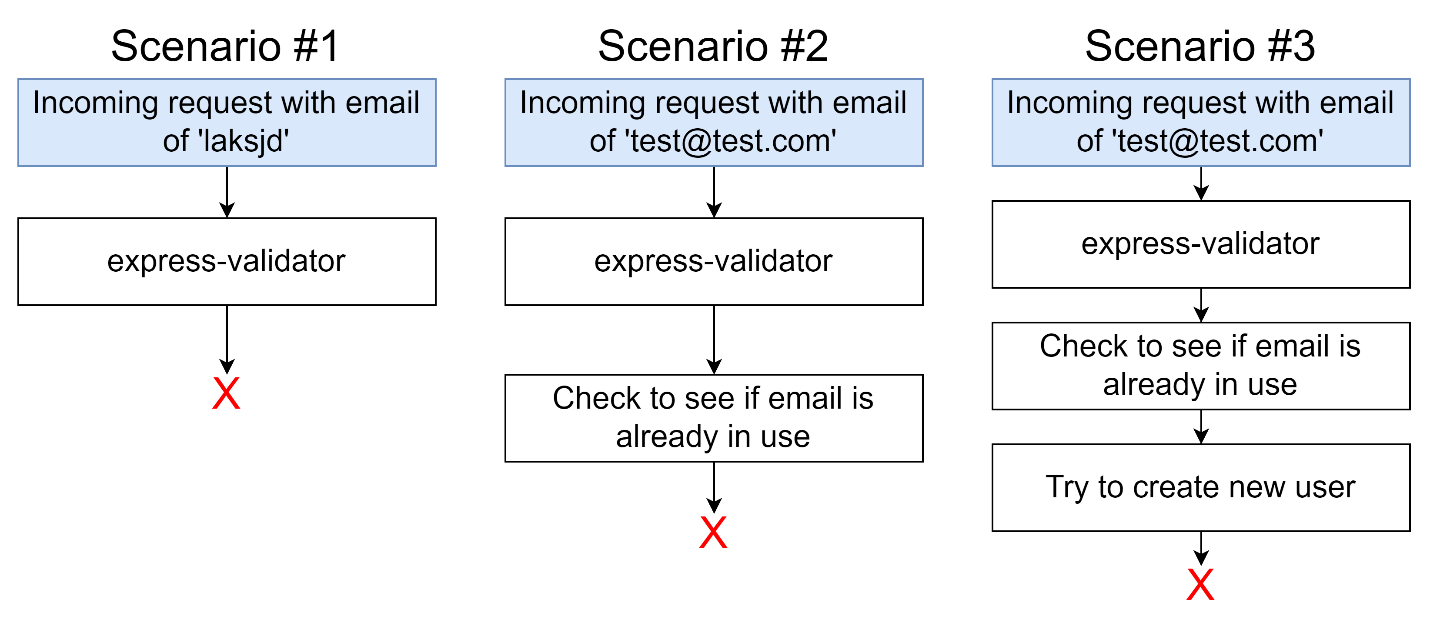 Scenario #1
Incoming request with email
of 'laksjd'
express-validator
X
Scenario #2
Incoming request with email
of 'test@test.com'
express-validator
Check to see if email is
already in use
X
Scenario #3
Incoming request with email
of 'test@test.com'
express-validator
Check to see if email is
already in use
Try to create new user
X